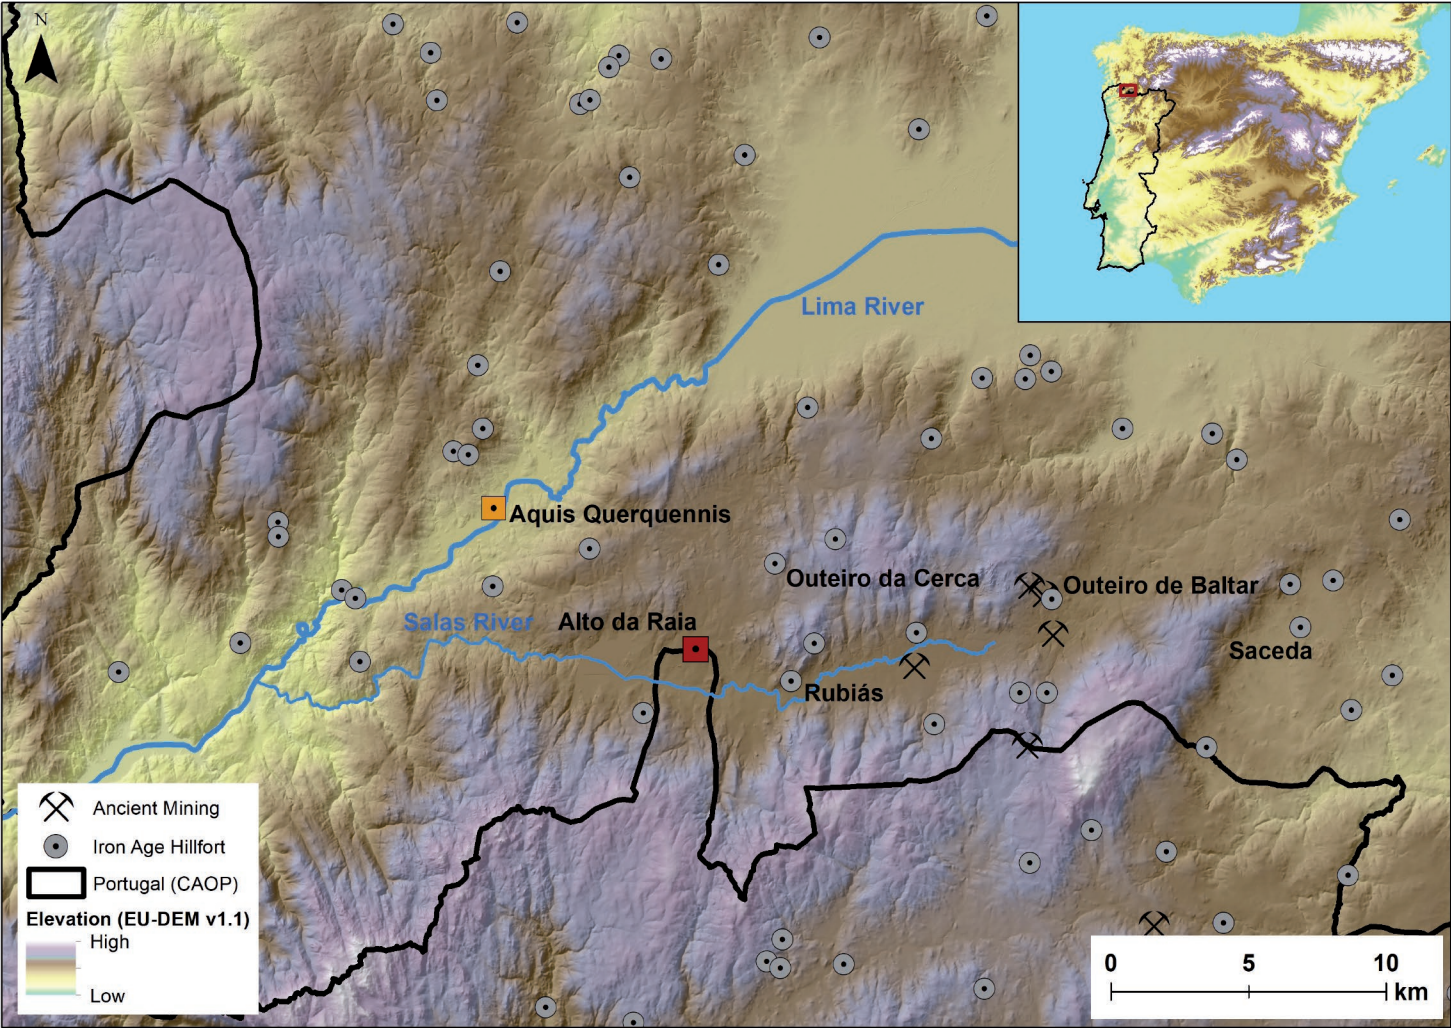 N
Lima River
Aquis Querquennis
Outeiro da Cerca
Outeiro de Baltar
Salas River
Alto da Raia
Saceda
Rubiás
Ancient Mining
Iron Age Hillfort
Portugal (CAOP)
Elevation (EU-DEM v1.1)
High
Low
0 5 10
km